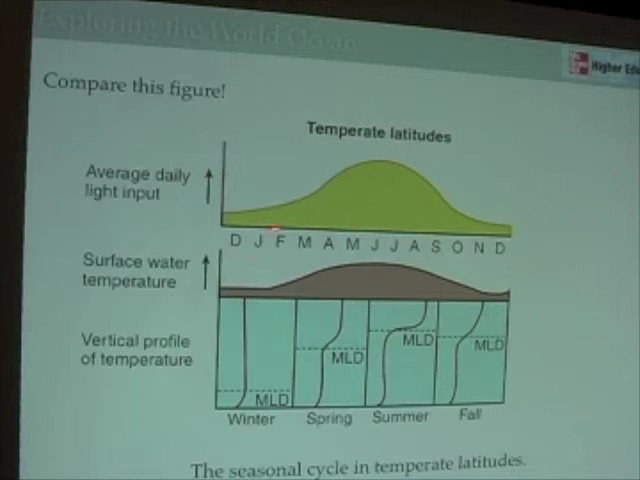 Exploring the World Ocean
Higher Edu
Compare this figure!
Temperate latitudes
Average daily
light input
D J F M A M J J A S O N D
Surface water
temperature
Vertical profile
of temperature
MLD
MLD
MLD
MLD
Winter Spring Summer Fall
The seasonal cycle in temperate latitudes.